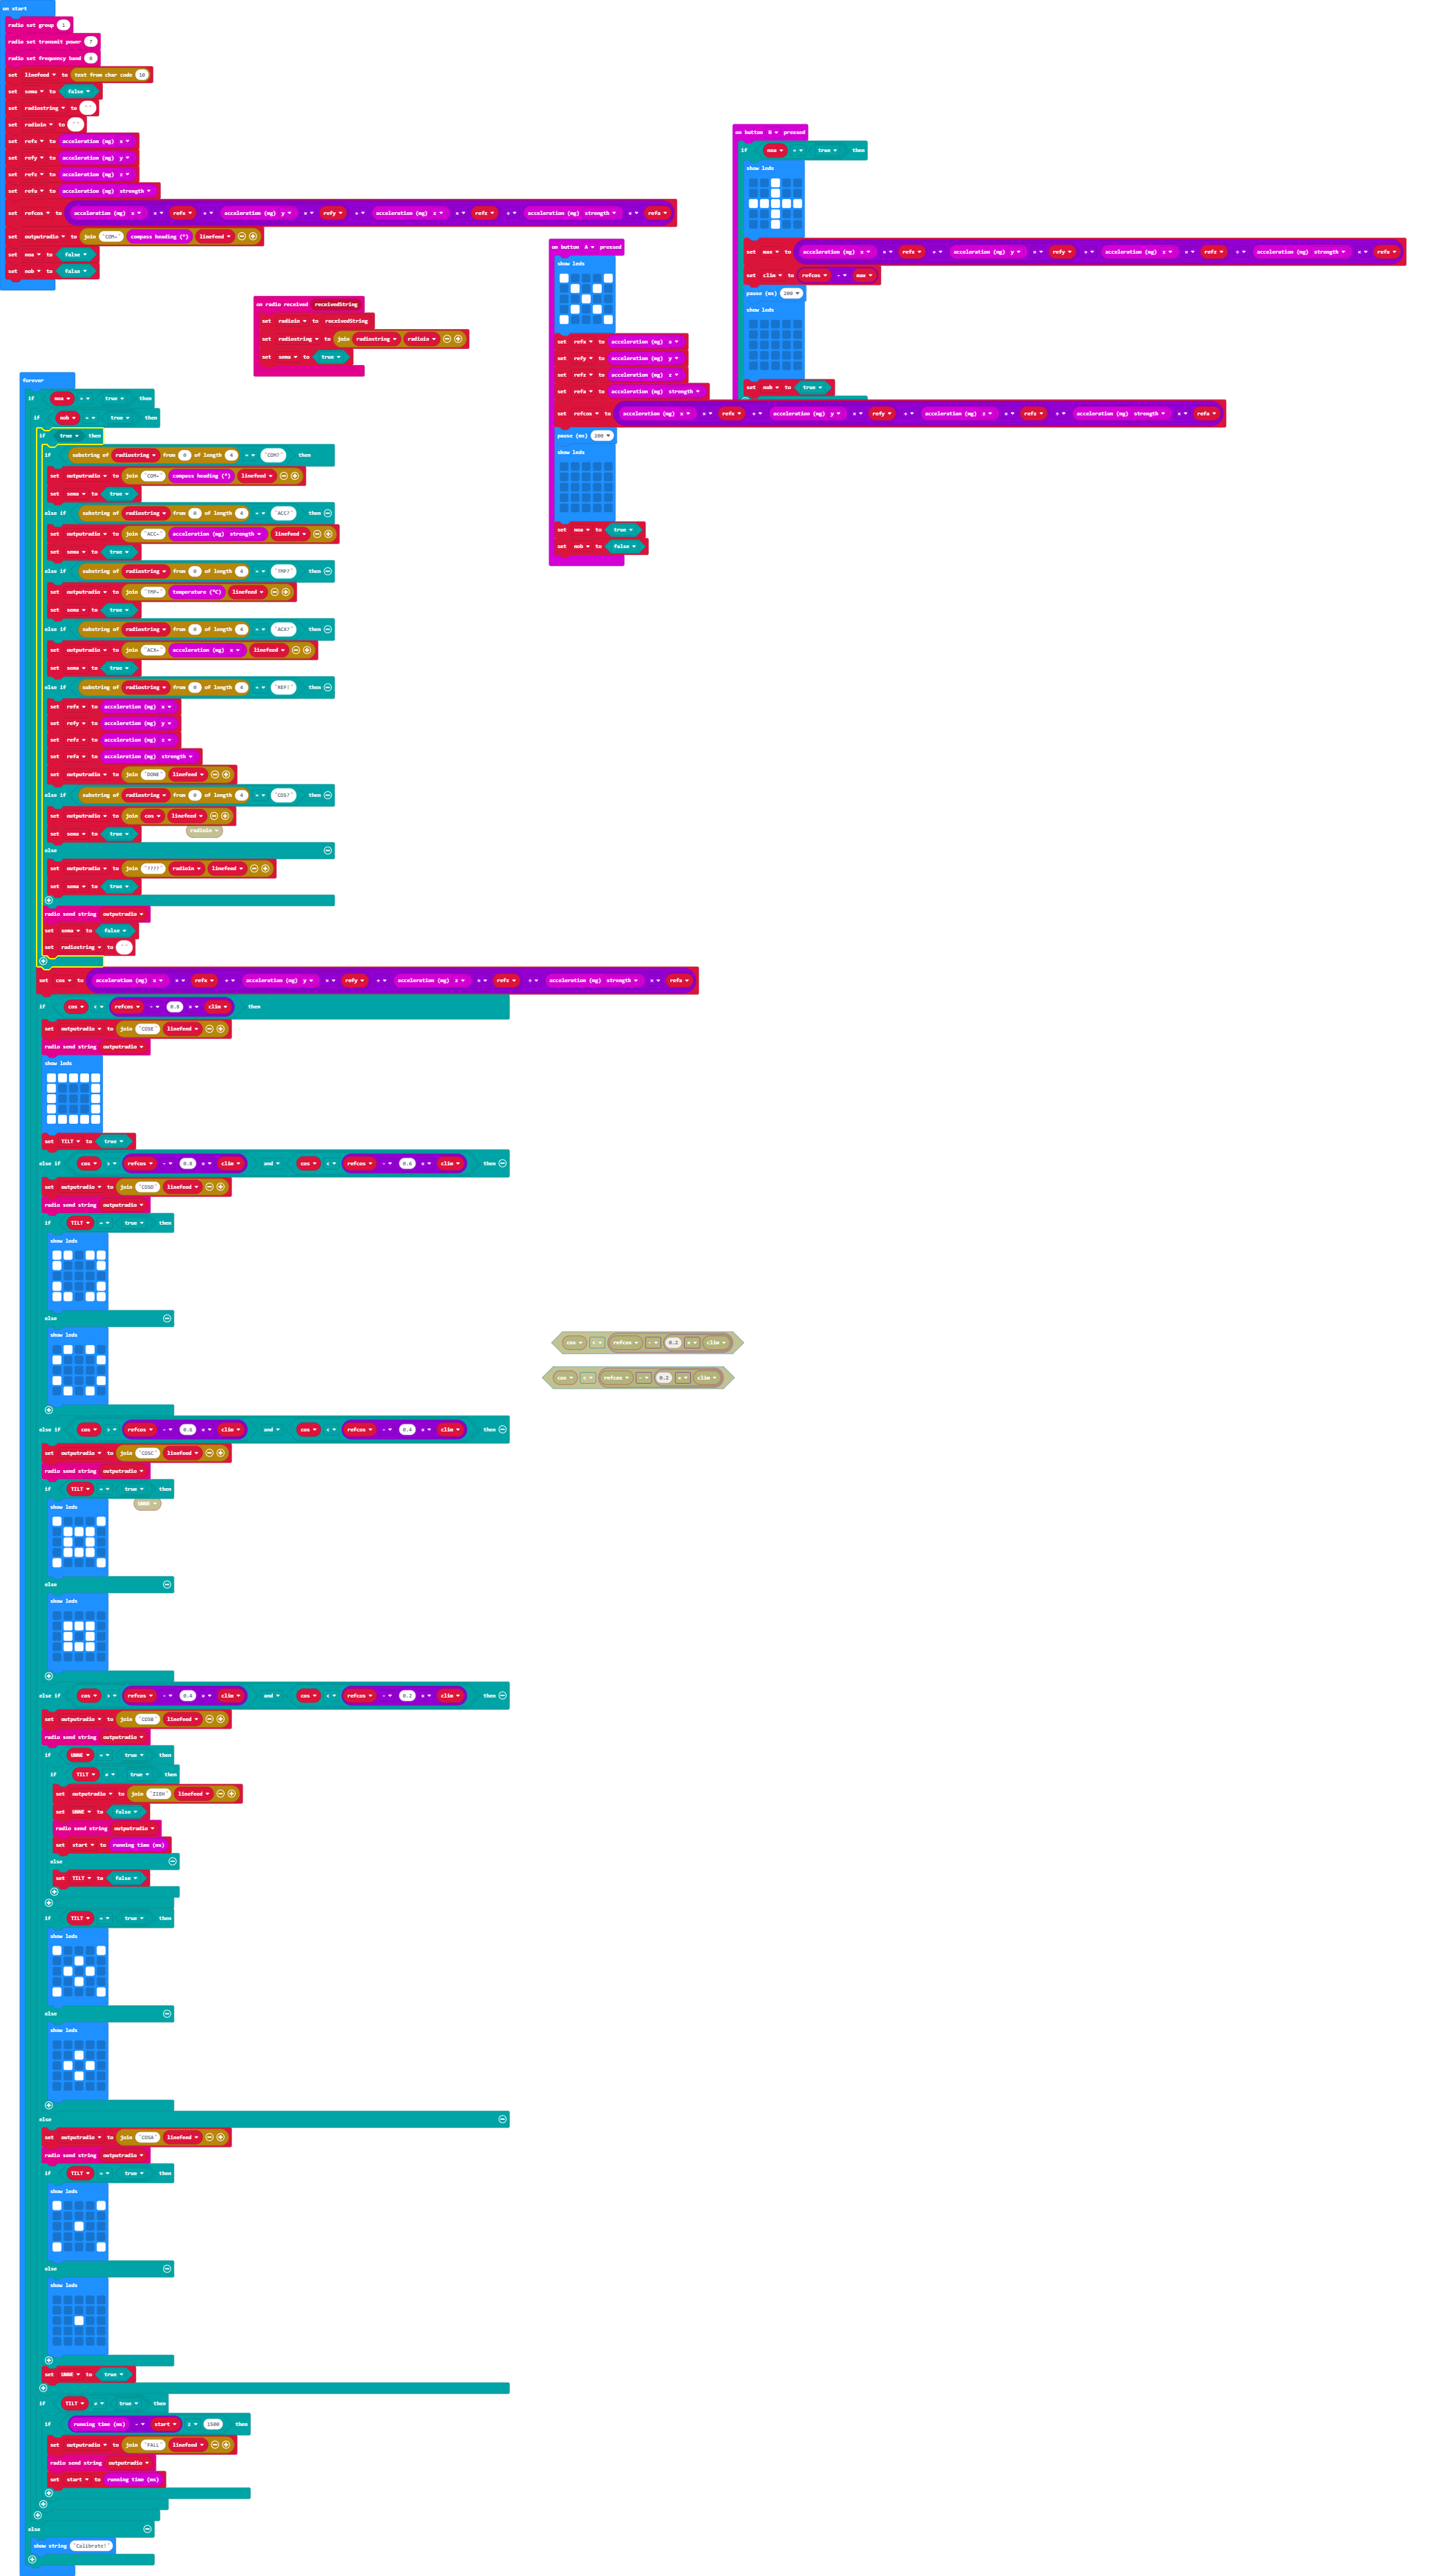 on start
radio set group 1
radio set transmit power 7
radio set frequency band 0
set linefeed to text from char code 10
set sema to false
set radiostring to " "
set radioin to " "
set refx to acceleration (mg) x
set refy to acceleration (mg) y
set refz to acceleration (mg) z
set refa to acceleration (mg) strength
set refcos to acceleration (mg) x × refx + acceleration (mg) y × refy + acceleration (mg) z × refz ÷ acceleration (mg) strength × refa
set outputradio to join "COM=" compass heading (°) linefeed
set noa to false
set nob to false
on button B pressed
if noa = true then
show leds
set max to acceleration (mg) x × refx + acceleration (mg) y × refy + acceleration (mg) z × refz ÷ acceleration (mg) strength × refa
set clim to refcos - max
pause (ms) 200
show leds
set nob to true
on button A pressed
show leds
set refx to acceleration (mg) x
set refy to acceleration (mg) y
set refz to acceleration (mg) z
set refa to acceleration (mg) strength
set refcos to acceleration (mg) x × refx + acceleration (mg) y × refy + acceleration (mg) z × refz ÷ acceleration (mg) strength × refa
pause (ms) 200
show leds
set noa to true
set nob to false
on radio received receivedString
set radioin to receivedString
set radiostring to join radiostring radioin
set sema to true
forever
if noa = true then
if nob = true then
if true then
if substring of radiostring from 0 of length 4 = "COM?" then
set outputradio to join "COM=" compass heading (°) linefeed
set sema to true
else if substring of radiostring from 0 of length 4 = "ACC?" then
set outputradio to join "ACC=" acceleration (mg) strength linefeed
set sema to true
else if substring of radiostring from 0 of length 4 = "TMP?" then
set outputradio to join "TMP=" temperature (°C) linefeed
set sema to true
else if substring of radiostring from 0 of length 4 = "ACX?" then
set outputradio to join "ACX=" acceleration (mg) x linefeed
set sema to true
else if substring of radiostring from 0 of length 4 = "REF!" then
set refx to acceleration (mg) x
set refy to acceleration (mg) y
set refz to acceleration (mg) z
set refa to acceleration (mg) strength
set outputradio to join "DONE" linefeed
else if substring of radiostring from 0 of length 4 = "COS?" then
set outputradio to join cos linefeed
set sema to true
radioin
else
set outputradio to join "????" radioin linefeed
set sema to true
radio send string outputradio
set sema to false
set radiostring to " "
set cos to acceleration (mg) x × refx + acceleration (mg) y × refy + acceleration (mg) z × refz ÷ acceleration (mg) strength × refa
if cos < refcos - 0.8 × clim then
set outputradio to join "COSE" linefeed
radio send string outputradio
show leds
set TILT to true
else if cos > refcos - 0.8 × clim and cos < refcos - 0.6 × clim then
set outputradio to join "COSD" linefeed
radio send string outputradio
if TILT = true then
show leds
else
show leds
cos < refcos - 0.2 × clim
cos < refcos - 0.2 × clim
else if cos > refcos - 0.6 × clim and cos < refcos - 0.4 × clim then
set outputradio to join "COSC" linefeed
radio send string outputradio
if TILT = true then
show leds
UNNE
else
show leds
else if cos > refcos - 0.4 × clim and cos < refcos - 0.2 × clim then
set outputradio to join "COSB" linefeed
radio send string outputradio
if UNNE = true then
if TILT ≠ true then
set outputradio to join "ZIEH" linefeed
set UNNE to false
radio send string outputradio
set start to running time (ms)
else
set TILT to false
if TILT = true then
show leds
else
show leds
else
set outputradio to join "COSA" linefeed
radio send string outputradio
if TILT = true then
show leds
else
show leds
set UNNE to true
if TILT ≠ true then
if running time (ms) - start ≥ 1500 then
set outputradio to join "FALL" linefeed
radio send string outputradio
set start to running time (ms)
else
show string "Calibrate!"